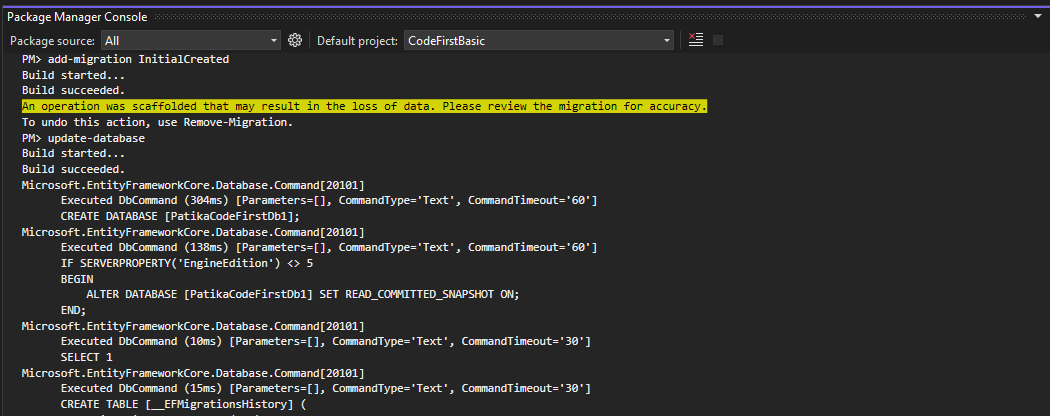 Package Manager Console
Package source: All
Default project: CodeFirstBasic
PM> add-migration InitialCreated
Build started...
Build succeeded.
An operation was scaffolded that may result in the loss of data. Please review the migration for accuracy.
To undo this action, use Remove-Migration.
PM> update-database
Build started...
Build succeeded.
Microsoft.EntityFrameworkCore.Database.Command[20101]
Executed DbCommand (304ms) [Parameters=[], CommandType='Text', CommandTimeout='60']
CREATE DATABASE [PatikaCodeFirstDb1];
Microsoft.EntityFrameworkCore.Database.Command[20101]
Executed DbCommand (138ms) [Parameters=[], CommandType='Text', CommandTimeout='60']
IF SERVERPROPERTY('EngineEdition') <> 5
BEGIN
ALTER DATABASE [PatikaCodeFirstDb1] SET READ_COMMITTED_SNAPSHOT ON;
END;
Microsoft.EntityFrameworkCore.Database.Command[20101]
Executed DbCommand (10ms) [Parameters=[], CommandType='Text', CommandTimeout='30']
SELECT 1
Microsoft.EntityFrameworkCore.Database.Command[20101]
Executed DbCommand (15ms) [Parameters=[], CommandType='Text', CommandTimeout='30']
CREATE TABLE [__EFMigrationsHistory] (